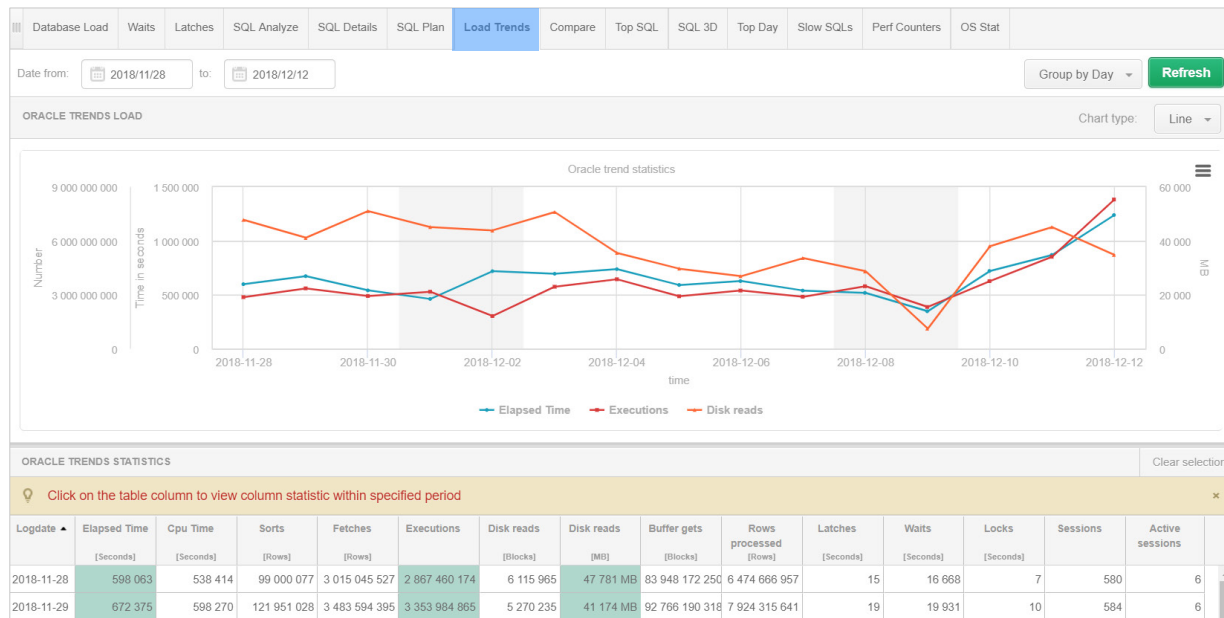 Database Load Waits Latches SQL Analyze SQL Details SQL Plan Load Trends Compare Top SQL SQL 3D Top Day Slow SQLs Perf Counters OS Stat
Date from: 2018/11/28 to: 2018/12/12 Group by Day Refresh
ORACLE TRENDS LOAD Chart type: Line
Oracle trend statistics
9 000 000 000 1 500 000 60 000
6 000 000 000 1 000 000 40 000
3 000 000 000 500 000 20 000
0 0 0
Number
Time in seconds
MB
2018-11-28 2018-11-30 2018-12-02 2018-12-04 2018-12-06 2018-12-08 2018-12-10 2018-12-12
time
Elapsed Time Executions Disk reads
ORACLE TRENDS STATISTICS Clear selection
Click on the table column to view column statistic within specified period ×
Logdate Elapsed Time Cpu Time Sorts Fetches Executions Disk reads Disk reads Buffer gets Rows processed Latches Waits Locks Sessions Active sessions
[Seconds] [Seconds] [Rows] [Rows] [Blocks] [MB] [Blocks] [Rows] [Seconds] [Seconds] [Seconds]
2018-11-28 598 063 538 414 99 000 077 3 015 045 527 2 867 460 174 6 115 965 47 781 MB 83 948 172 250 6 474 666 957 15 16 668 7 580 6
2018-11-29 672 375 598 270 121 951 028 3 483 594 395 3 353 984 865 5 270 235 41 174 MB 92 766 190 318 7 924 315 641 19 19 931 10 584 6